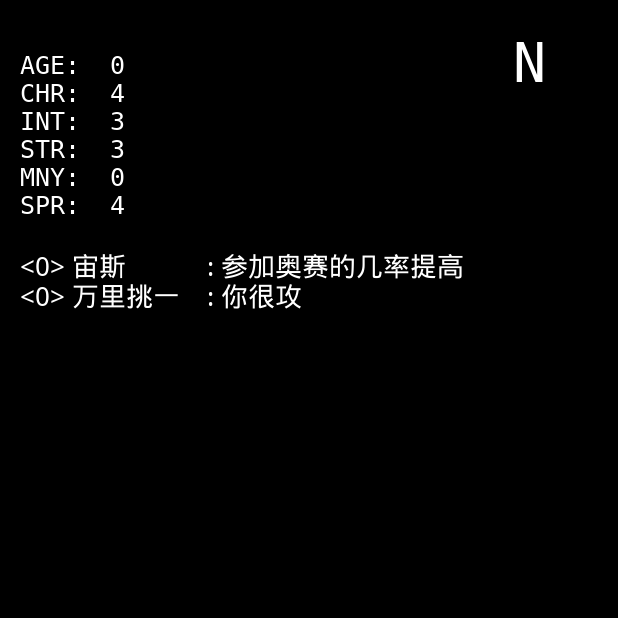 N
AGE: 0
CHR: 4
INT: 3
STR: 3
MNY: 0
SPR: 4
<O> 宙斯 : 参加奥赛的几率提高
<O> 万里挑一 : 你很攻